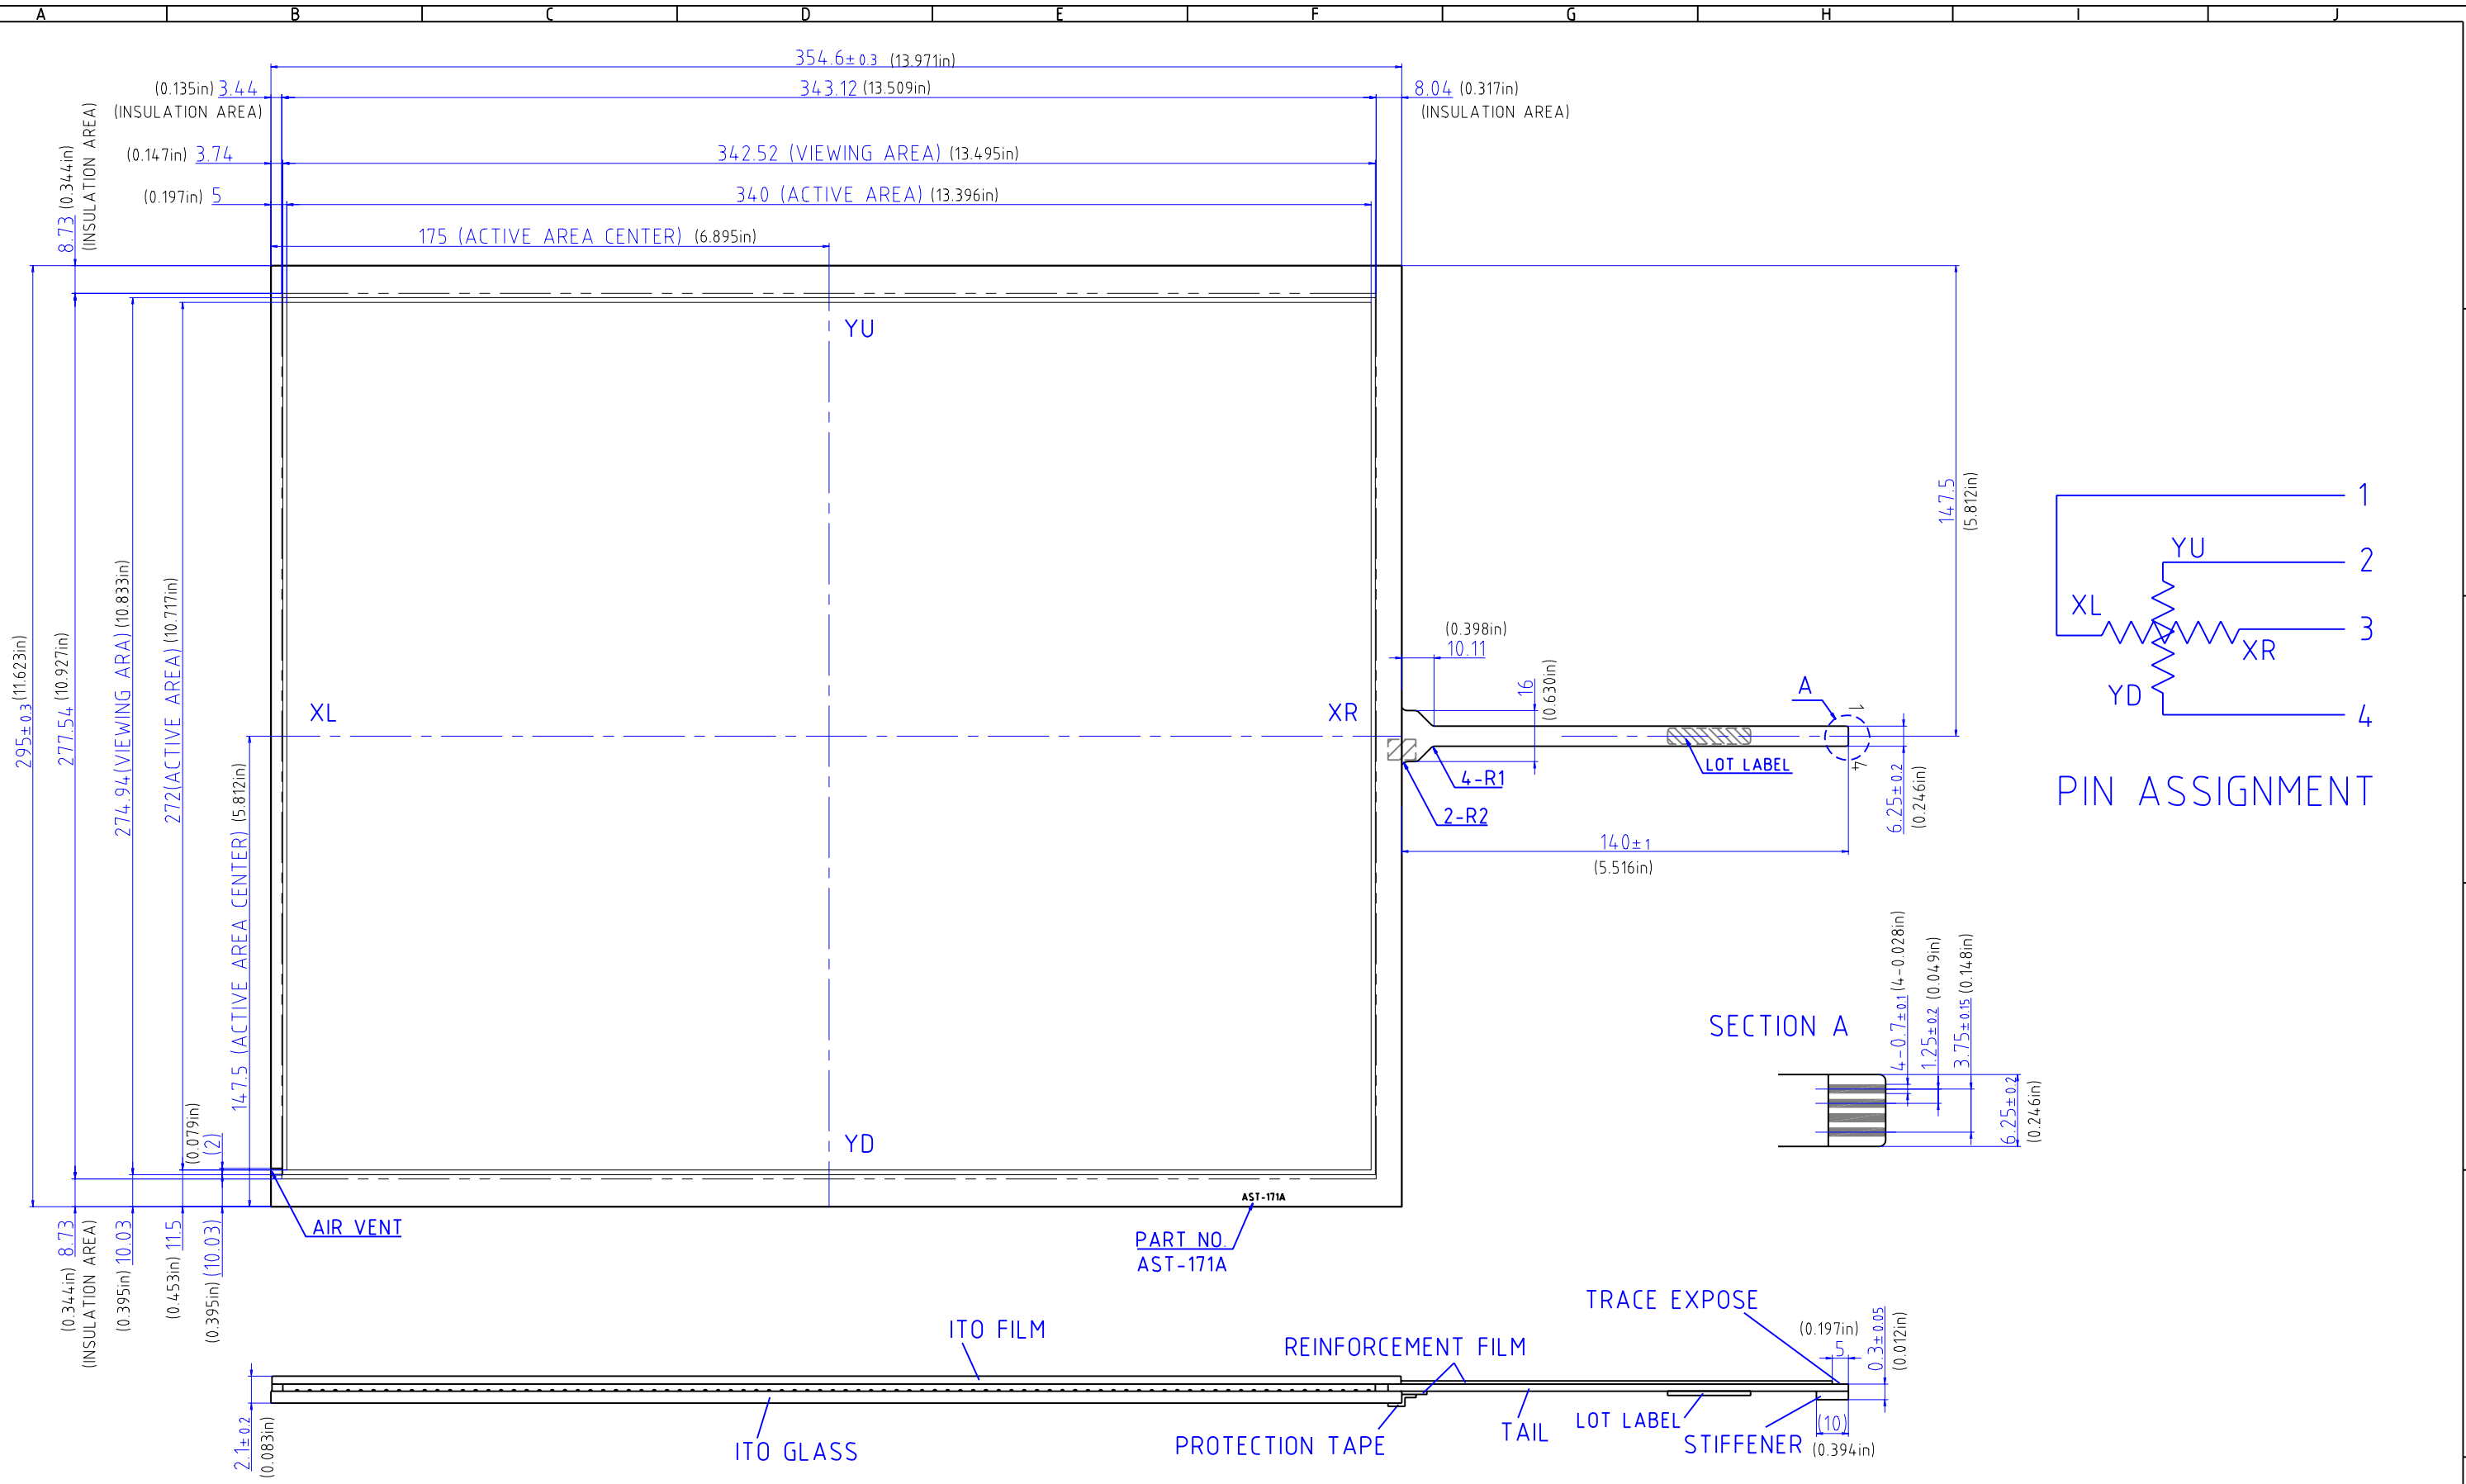 A B C D E F G H I J
354.6±0.3 (13.971in)
(0.135in) 3.44
(INSULATION AREA)
343.12 (13.509in)
8.04 (0.317in)
(INSULATION AREA)
(0.147in) 3.74
342.52 (VIEWING AREA) (13.495in)
(0.197in) 5
340 (ACTIVE AREA) (13.396in)
175 (ACTIVE AREA CENTER) (6.895in)
8.73 (0.344in)
(INSULATION AREA)
295±0.3 (11.623in)
277.54 (10.927in)
274.94(VIEWING ARA) (10.833in)
272(ACTIVE AREA) (10.717in)
147.5 (ACTIVE AREA CENTER) (5.812in)
(0.079in)
(2)
YU
XL
XR
YD
AST-171A
AIR VENT
PART NO.
AST-171A
(0.344in) 8.73
(INSULATION AREA)
(0.395in) 10.03
(0.453in) 11.5
(0.395in) (10.03)
(0.398in)
10.11
16
(0.630in)
4-R1
2-R2
LOT LABEL
A
1
4
147.5
(5.812in)
6.25±0.2
(0.246in)
140±1
(5.516in)
1
YU
2
XL
3
XR
YD
4
PIN ASSIGNMENT
SECTION A
4-0.7±0.1 (4-0.028in)
1.25±0.2 (0.049in)
3.75±0.15 (0.148in)
6.25±0.2
(0.246in)
ITO FILM
REINFORCEMENT FILM
TRACE EXPOSE
(0.197in)
5
0.3±0.05
(0.012in)
2.1±0.2
(0.083in)
ITO GLASS
PROTECTION TAPE
TAIL
LOT LABEL
STIFFENER
(10)
(0.394in)